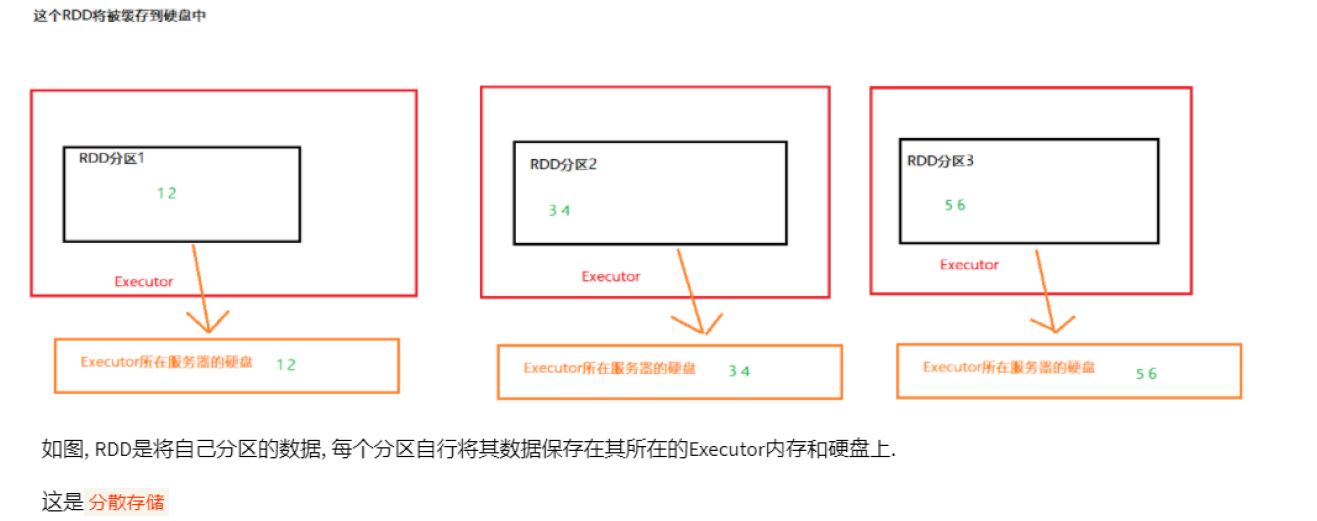 这个RDD将被缓存到硬盘中
RDD分区1
1 2
Executor
Executor所在服务器的硬盘 1 2
RDD分区2
3 4
Executor
Executor所在服务器的硬盘 3 4
RDD分区3
5 6
Executor
Executor所在服务器的硬盘 5 6
如图, RDD是将自己分区的数据, 每个分区自行将其数据保存在其所在的Executor内存和硬盘上.
这是 分散存储